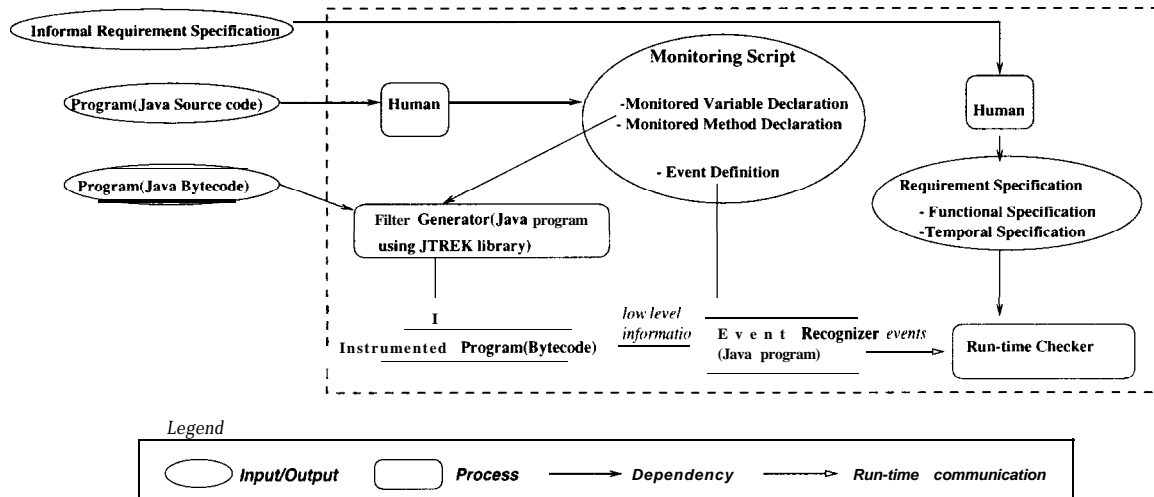 Informal Requirement Specification
Program(Java Source code)
Human
Monitoring Script
-Monitored Variable Declaration
- Monitored Method Declaration
- Event Definition
Human
Program(Java Bytecode)
Requirement Specification
- Functional Specification
-Temporal Specification
Filter Generator(Java program
using JTREK library)
I
Instrumented Program(Bytecode)
low level
informatio
Event Recognizer
(Java program)
events
Run-time Checker
Legend
Input/Output
Process
Dependency
Run-time communication